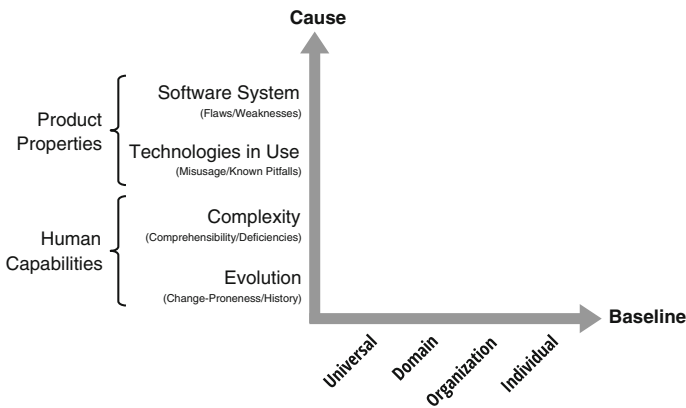 Cause
Product
Properties
Software System
(Flaws/Weaknesses)
Technologies in Use
(Misusage/Known Pitfalls)
Human
Capabilities
Complexity
(Comprehensibility/Deficiencies)
Evolution
(Change-Proneness/History)
Baseline
Universal
Domain
Organization
Individual